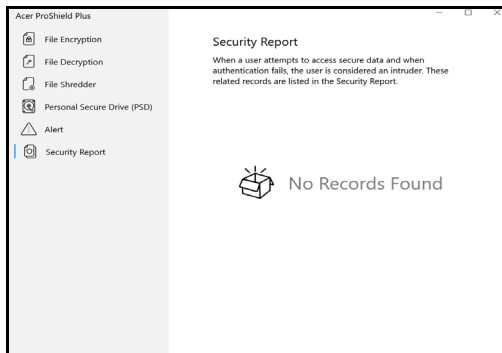 Acer ProShield Plus
File Encryption
File Decryption
File Shredder
Personal Secure Drive (PSD)
Alert
Security Report
Security Report
When a user attempts to access secure data and when
authentication fails, the user is considered an intruder. These
related records are listed in the Security Report.
No Records Found